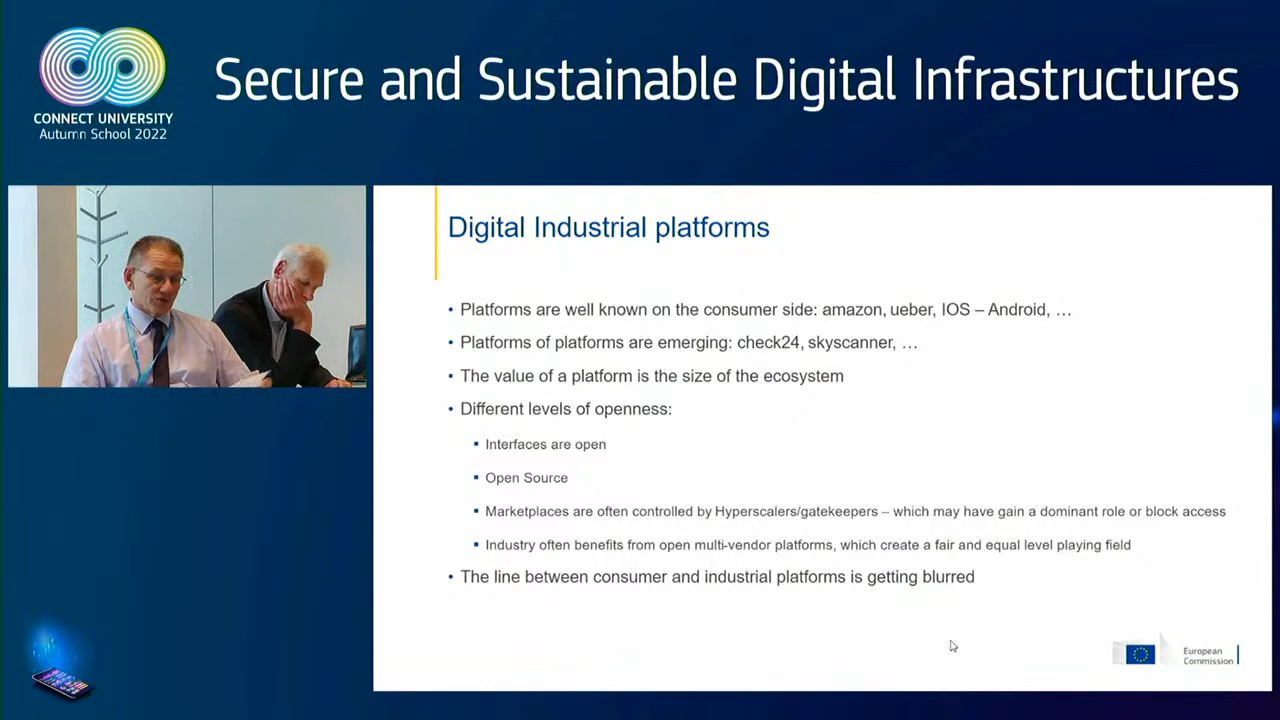 CONNECT UNIVERSITY
Autumn School 2022
Secure and Sustainable Digital Infrastructures
Digital Industrial platforms
• Platforms are well known on the consumer side: amazon, ueber, IOS – Android, …
• Platforms of platforms are emerging: check24, skyscanner, …
• The value of a platform is the size of the ecosystem
• Different levels of openness:
▪ Interfaces are open
▪ Open Source
▪ Marketplaces are often controlled by Hyperscalers/gatekeepers – which may have gain a dominant role or block access
▪ Industry often benefits from open multi-vendor platforms, which create a fair and equal level playing field
• The line between consumer and industrial platforms is getting blurred
European
Commission